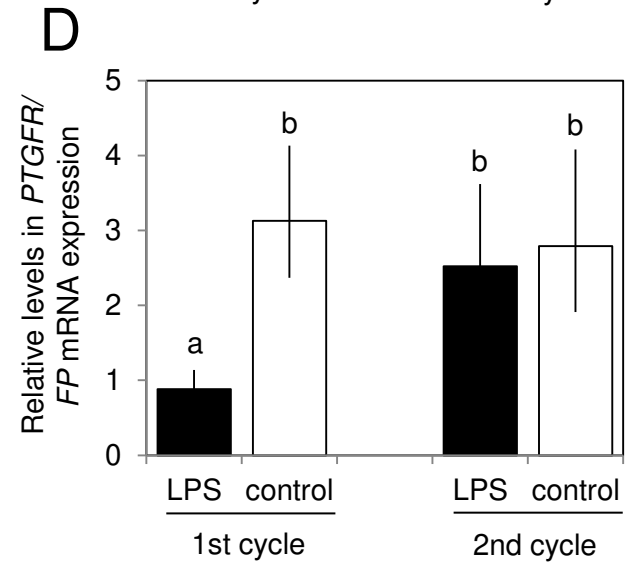 D
Relative levels in PTGFR/
FP mRNA expression
5
4
3
2
1
0
a
b
b
b
LPS control LPS control
1st cycle 2nd cycle